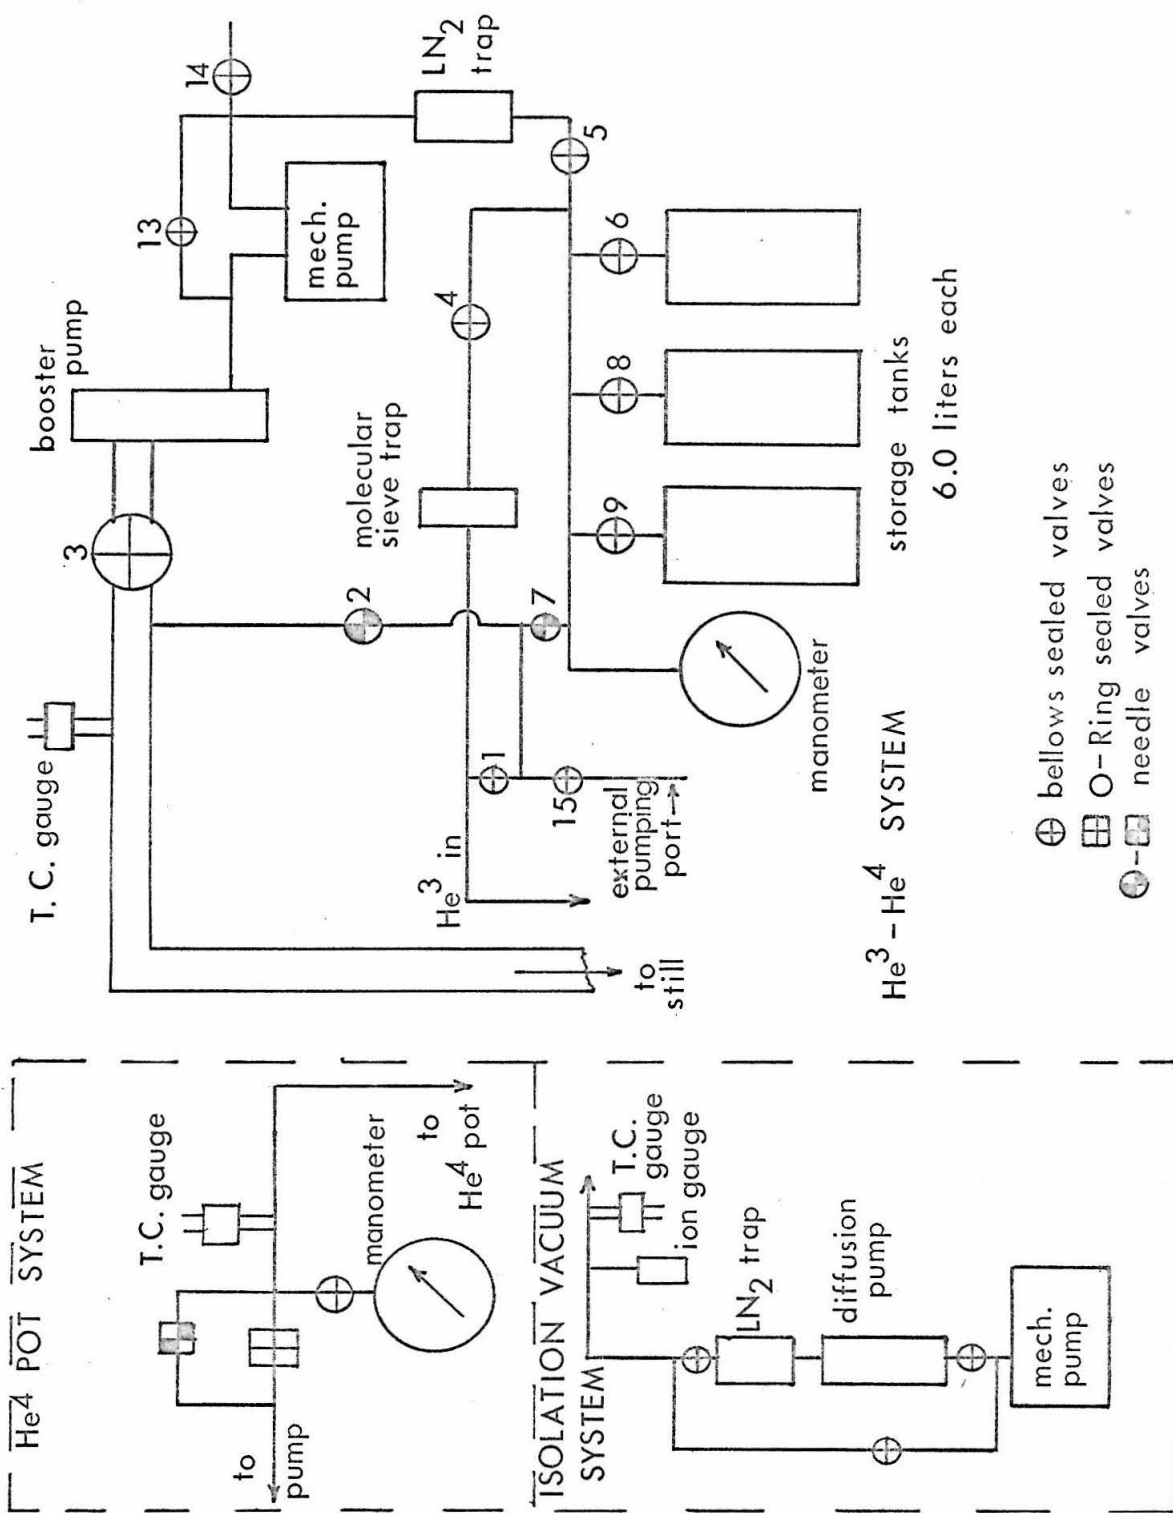 He4 POT SYSTEM
T.C. gauge
to
pump
manometer
to
He4 pot
ISOLATION VACUUM
SYSTEM
T.C.
gauge
ion gauge
LN2 trap
diffusion
pump
mech.
pump
T. C. gauge
3
booster
pump
13
14
mech.
pump
LN2
trap
2
molecular
sieve trap
4
5
He3 in
1
7
15
external
pumping
port→
to
still
9
8
6
manometer
storage tanks
6.0 liters each
He3 – He4 SYSTEM
bellows sealed valves
O-Ring sealed valves
needle valves